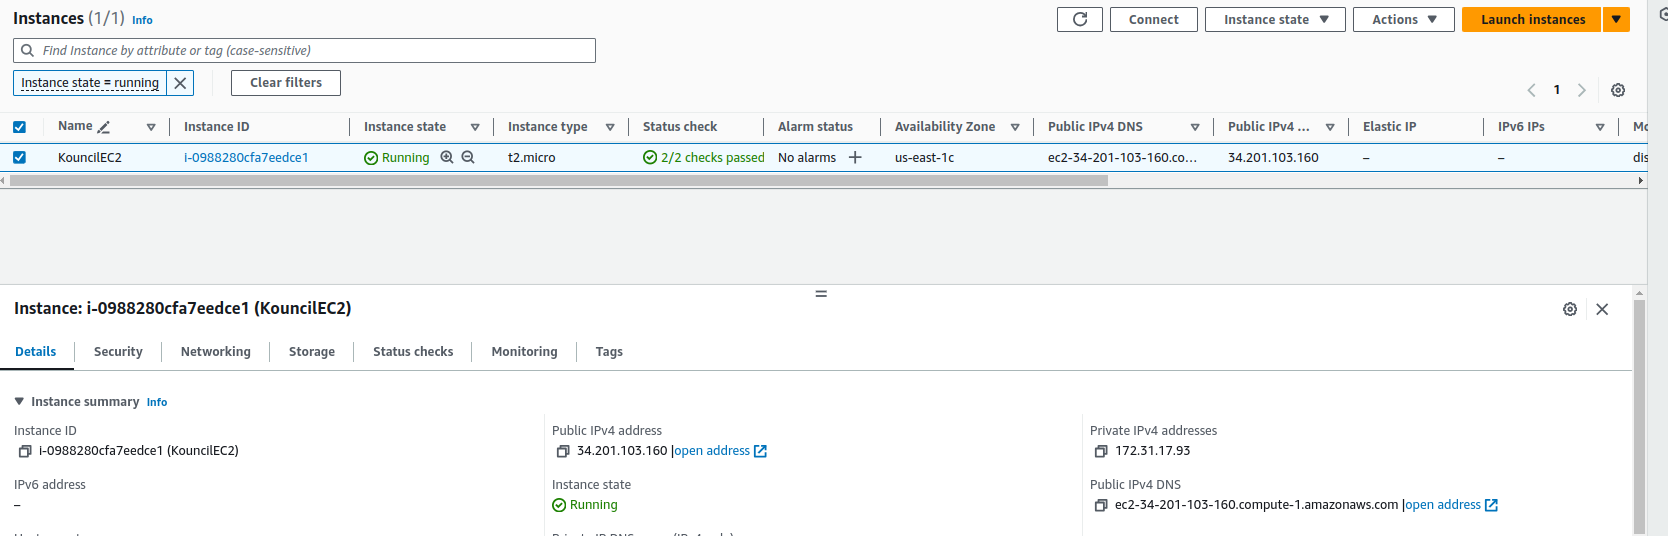 Instances (1/1) Info
Connect
Instance state
Actions
Launch instances
Find Instance by attribute or tag (case-sensitive)
Instance state = running
Clear filters
1
Name Instance ID Instance state Instance type Status check Alarm status Availability Zone Public IPv4 DNS Public IPv4 ... Elastic IP IPv6 IPs
KouncilEC2 i-0988280cfa7eedce1 Running t2.micro 2/2 checks passed No alarms us-east-1c ec2-34-201-103-160.co... 34.201.103.160 – – dis
Instance: i-0988280cfa7eedce1 (KouncilEC2)
Details Security Networking Storage Status checks Monitoring Tags
Instance summary Info
Instance ID
i-0988280cfa7eedce1 (KouncilEC2)
IPv6 address
–
Public IPv4 address
34.201.103.160 |open address
Instance state
Running
Private IPv4 addresses
172.31.17.93
Public IPv4 DNS
ec2-34-201-103-160.compute-1.amazonaws.com |open address